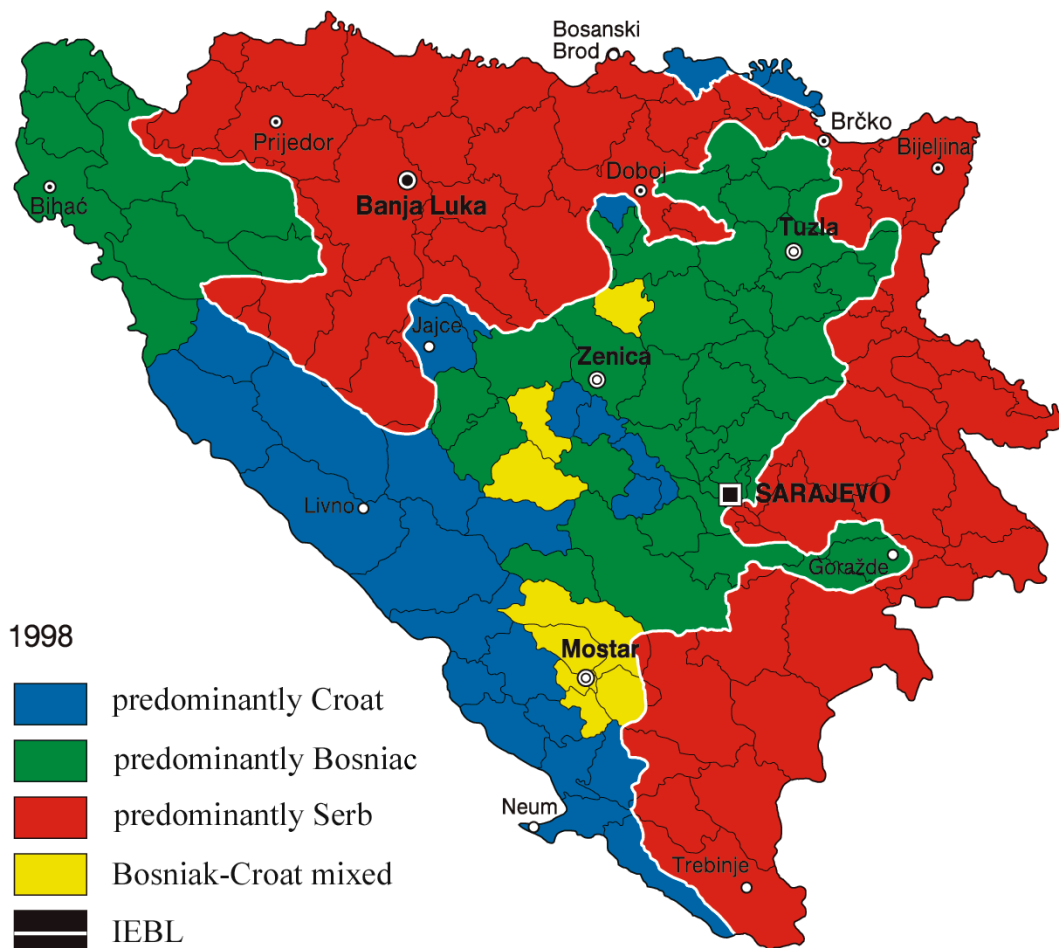 Bosanski
Brod
Brčko
Prijedor
Bijeljina
Doboj
Bihać
Banja Luka
Tuzla
Jajce
Zenica
Livno
SARAJEVO
Goražde
Mostar
Neum
Trebinje
1998
predominantly Croat
predominantly Bosniac
predominantly Serb
Bosniak-Croat mixed
IEBL